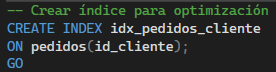 -- Crear índice para optimización
CREATE INDEX idx_pedidos_cliente
ON pedidos(id_cliente);
GO